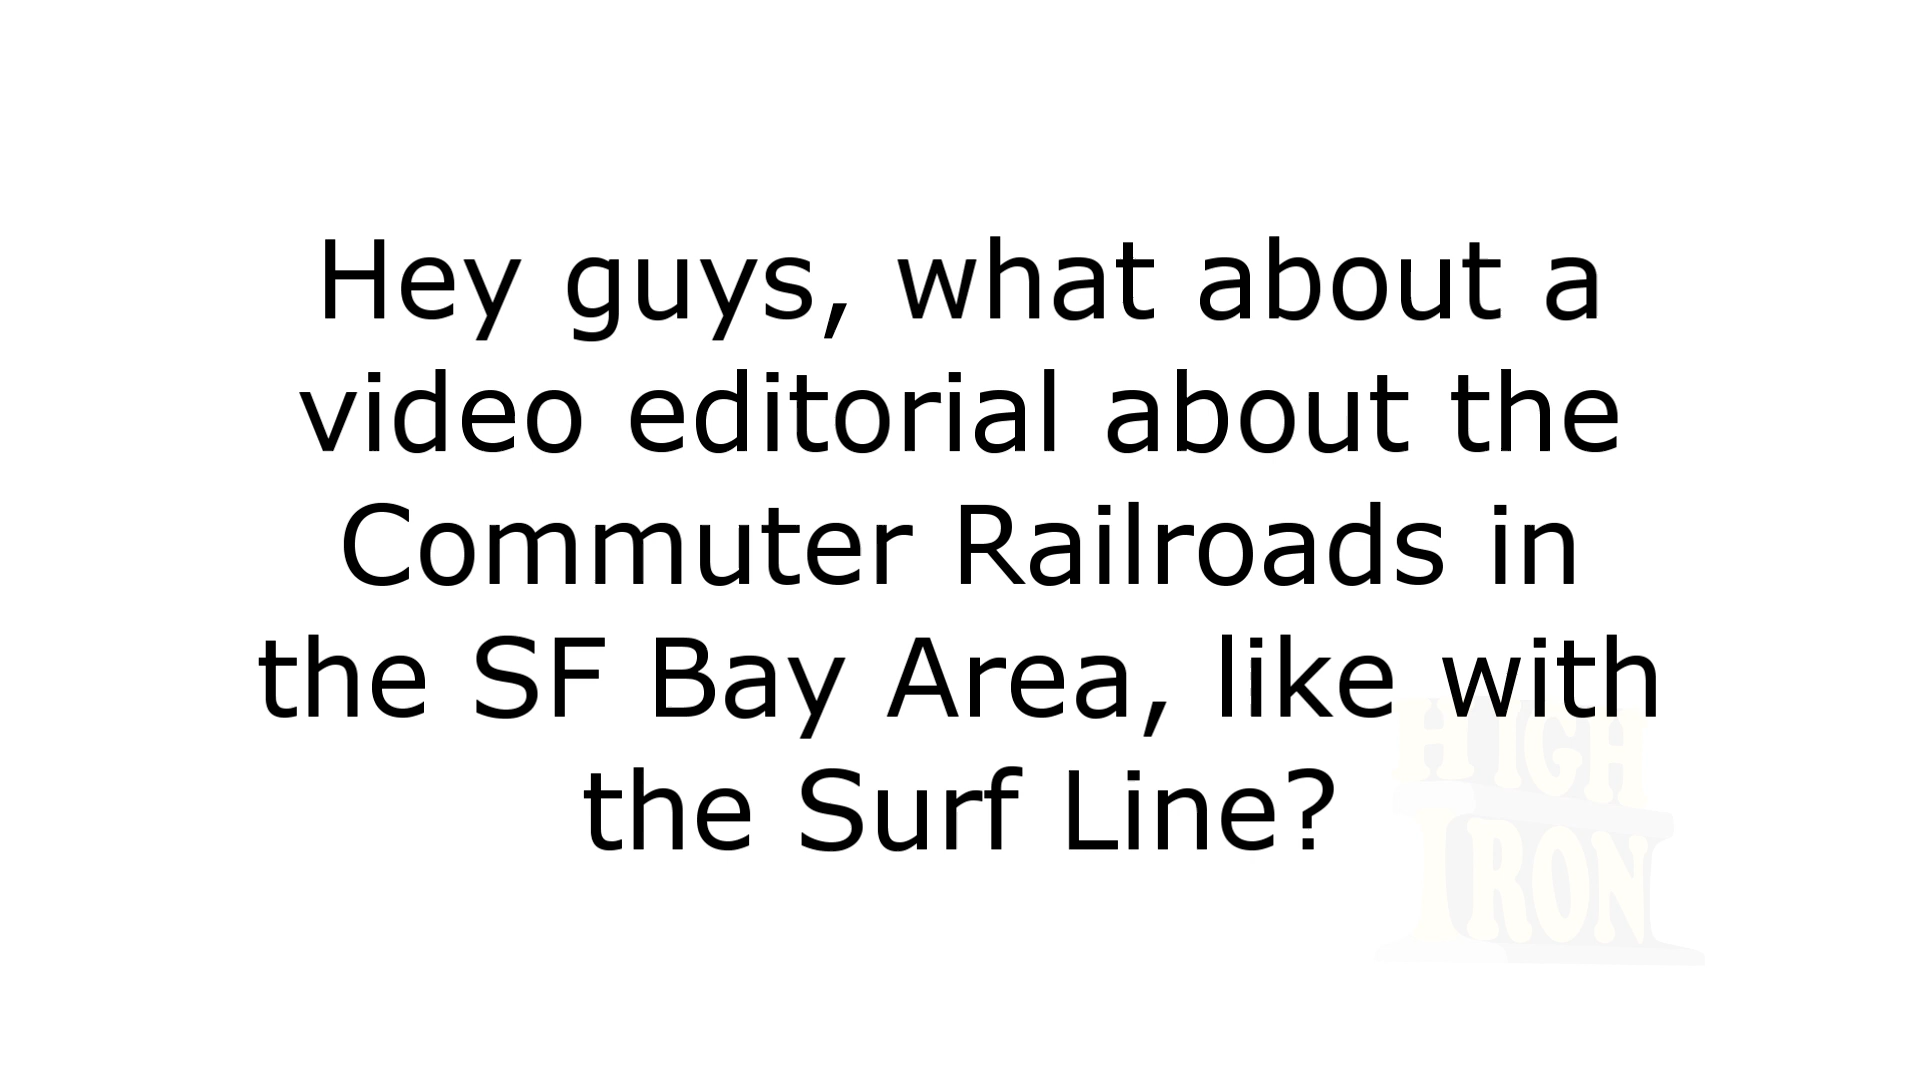 Hey guys, what about a
video editorial about the
Commuter Railroads in
the SF Bay Area, like with
the Surf Line?
HIGH
IRON